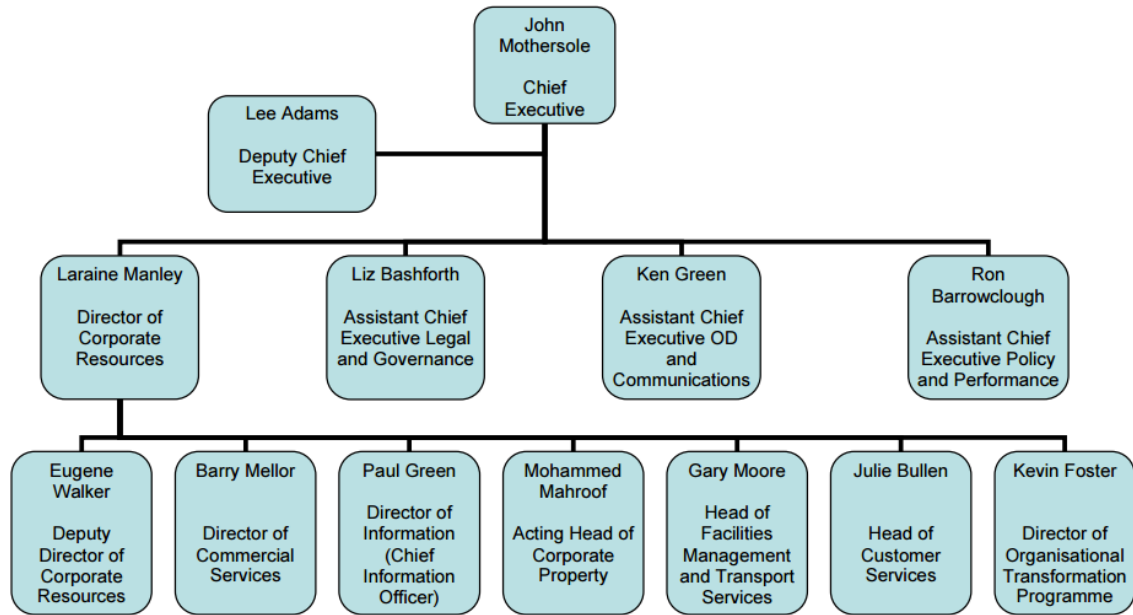 John
Mothersole
Chief
Executive
Lee Adams
Deputy Chief
Executive
Laraine Manley
Director of
Corporate
Resources
Liz Bashforth
Assistant Chief
Executive Legal
and Governance
Ken Green
Assistant Chief
Executive OD
and
Communications
Ron
Barrowclough
Assistant Chief
Executive Policy
and Performance
Eugene
Walker
Deputy
Director of
Corporate
Resources
Barry Mellor
Director of
Commercial
Services
Paul Green
Director of
Information
(Chief
Information
Officer)
Mohammed
Mahroof
Acting Head of
Corporate
Property
Gary Moore
Head of
Facilities
Management
and Transport
Services
Julie Bullen
Head of
Customer
Services
Kevin Foster
Director of
Organisational
Transformation
Programme